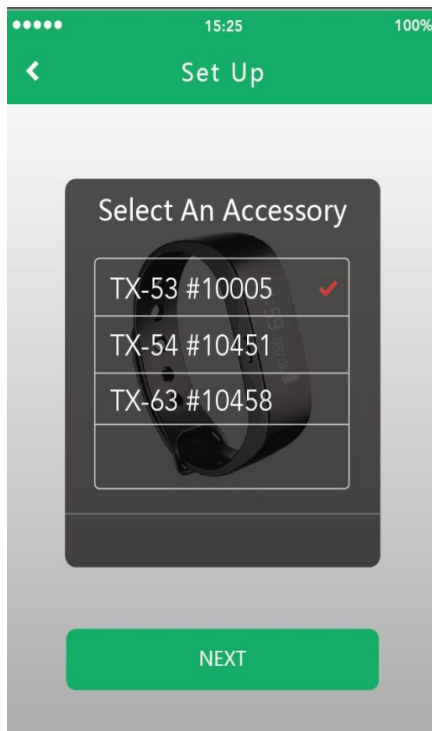 15:25
100%
Set Up
Select An Accessory
TX-53 #10005
TX-54 #10451
TX-63 #10458
NEXT